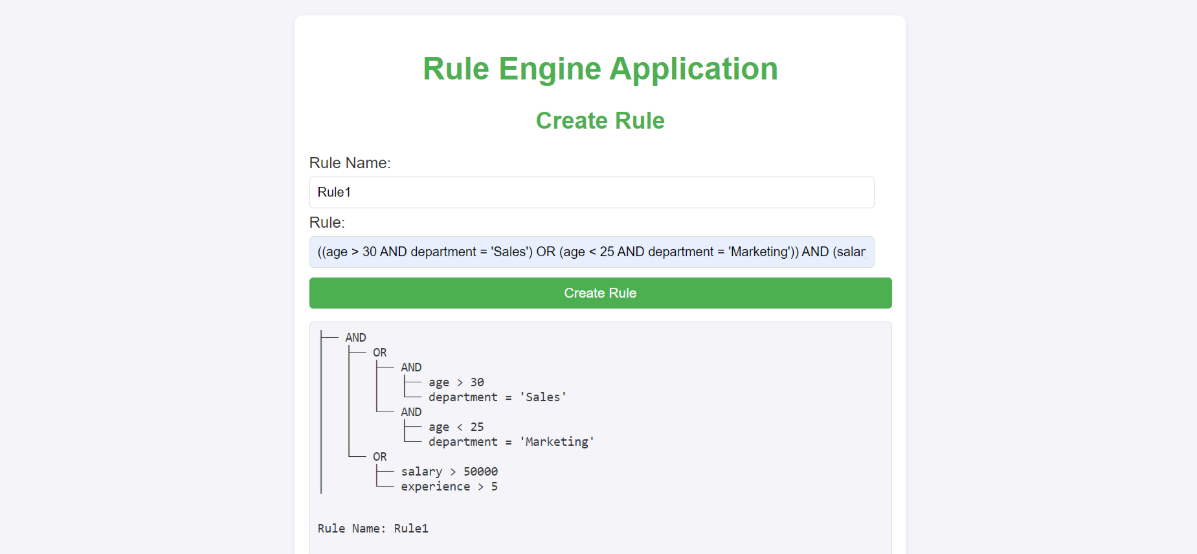 Rule Engine Application
Create Rule
Rule Name:
Rule1
Rule:
((age > 30 AND department = 'Sales') OR (age < 25 AND department = 'Marketing')) AND (salar
Create Rule
├── AND
│   ├── OR
│   │   ├── AND
│   │   │   ├── age > 30
│   │   │   └── department = 'Sales'
│   │   └── AND
│   │       ├── age < 25
│   │       └── department = 'Marketing'
│   └── OR
│       ├── salary > 50000
│       └── experience > 5
Rule Name: Rule1